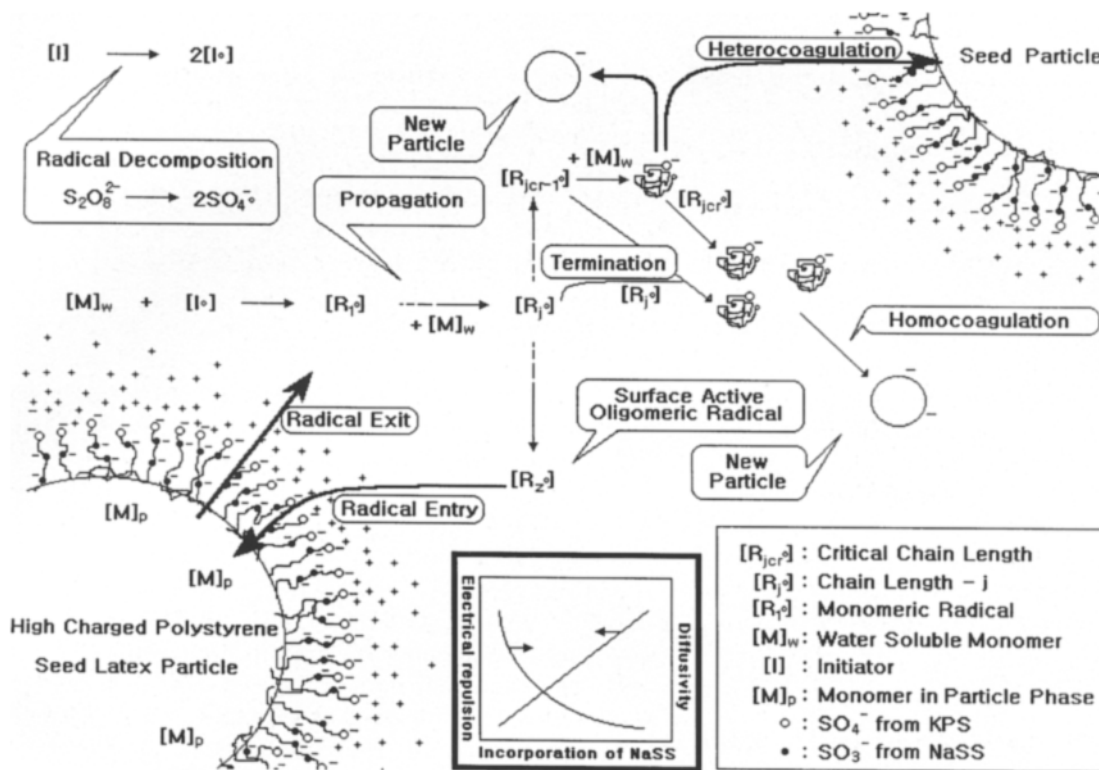 [I] → 2[I∘]
Radical Decomposition
S₂O₈²⁻ → 2SO₄∘
New
Particle
Heterocoagulation
Seed Particle
Propagation
[Rjcr-1∘]
+ [M]w
[Rjcr∘]
Termination
[Rj∘]
[M]w + [I∘] → [R₁∘]
+ [M]w
[Rj∘]
Homocoagulation
Radical Exit
Surface Active
Oligomeric Radical
New
Particle
[Rz∘]
Radical Entry
[M]p
[M]p
High Charged Polystyrene
Seed Latex Particle
[M]p
Electrical
repulsion
Diffusivity
Incorporation of NaSS
[Rjcr∘] : Critical Chain Length
[Rj∘] : Chain Length - j
[R₁∘] : Monomeric Radical
[M]w : Water Soluble Monomer
[I] : Initiator
[M]p : Monomer in Particle Phase
○ : SO₄⁻ from KPS
● : SO₃⁻ from NaSS